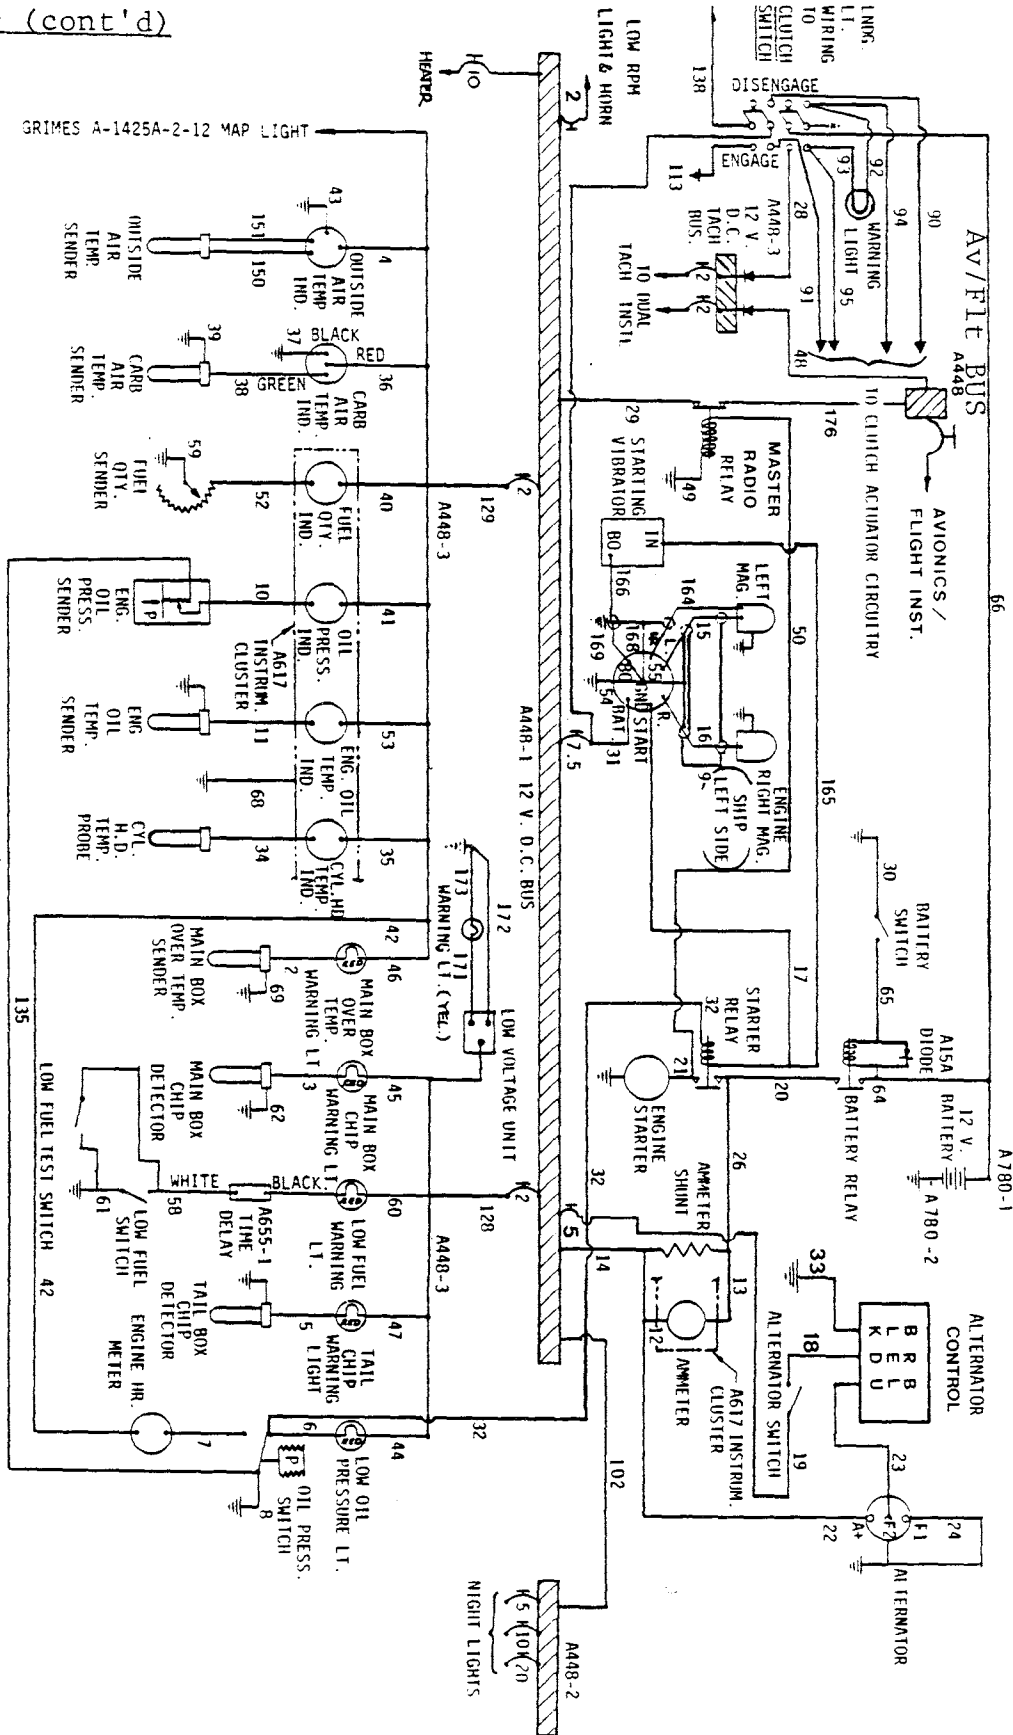 (cont'd)
LNDG.
LT.
WIRING
TO
CLUTCH
SWITCH
LOW RPM
LIGHT & HORN
2
10
HEATER
138
DISENGAGE
ENGAGE
113
93
92
WARNING
LIGHT
94
90
28
A448-3
12 V.
D.C.
TACH
BUS.
2
2
TO DUAL
TACH INST.
91
95
48
Av/Flt BUS
A448
66
GRIMES A-1425A-2-12 MAP LIGHT
43
151
150
4
OUTSIDE
AIR
TEMP
IND.
OUTSIDE
AIR
TEMP
SENDER
39
37
BLACK
RED
GREEN
38
36
CARB
AIR
TEMP
IND.
CARB
AIR
TEMP.
SENDER
59
52
40
FUEL
QTY.
IND.
FUEL
QTY.
SENDER
A448-3
129
2
29
176
TO CLUTCH ACTUATOR CIRCUITRY
AVIONICS /
FLIGHT INST.
MASTER
RADIO
RELAY
49
STARTING
VIBRATOR
IN
BO
166
164
LEFT
MAG.
15
50
169
168
L.
55
BO
GND
54
BAT.
START
R.
31
7.5
16
9
ENGINE
RIGHT MAG.
SHIP
LEFT SIDE
165
10
41
OIL
PRESS.
IND.
P
ENG.
OIL
PRESS.
SENDER
A617
INSTRUM.
CLUSTER
11
53
ENG. OIL
TEMP.
IND.
ENG
OIL
TEMP.
SENDER
68
34
35
CYL. HD
TEMP
IND.
CYL.
H.D.
TEMP.
PROBE
A448-1 12 V. D.C. BUS
30
BATTERY
SWITCH
65
A15A
DIODE
64
12 V.
BATTERY
A780-1
A780-2
BATTERY RELAY
17
20
STARTER
RELAY
32
21
ENGINE
STARTER
26
173
172
171
WARNING LT. (YEL.)
LOW VOLTAGE UNIT
42
46
RED
MAIN BOX
OVER
TEMP.
WARNING LT.
2
69
MAIN BOX
OVER TEMP.
SENDER
135
45
RED
MAIN BOX
CHIP
WARNING LT.
3
62
MAIN BOX
CHIP
DETECTOR
LOW FUEL TEST SWITCH
60
RED
LOW FUEL
WARNING
LT.
BLACK.
WHITE
A655-1
TIME
DELAY
58
61
LOW FUEL
SWITCH
128
2
A448-3
42
47
RED
TAIL
CHIP
WARNING
LIGHT
5
TAIL BOX
CHIP
DETECTOR
ENGINE HR.
METER
7
44
RED
LOW OIL
PRESSURE LT.
6
P
OIL PRESS.
SWITCH
8
32
32
5
14
AMMETER
SHUNT
13
12
AMMETER
A617 INSTRUM.
CLUSTER
ALTERNATOR SWITCH
18
19
33
B R B
L E L
K D U
ALTERNATOR
CONTROL
23
22
A+
F2
F1
24
ALTERNATOR
102
A448-2
5
10
20
NIGHT LIGHTS